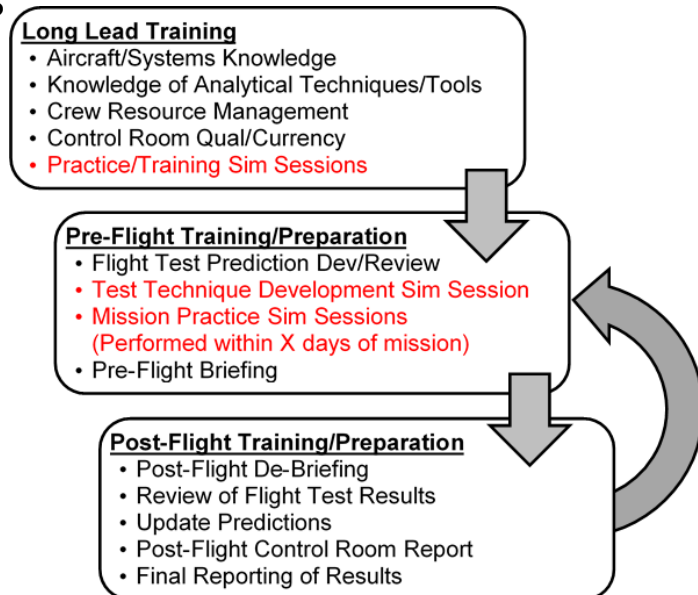 Long Lead Training
• Aircraft/Systems Knowledge
• Knowledge of Analytical Techniques/Tools
• Crew Resource Management
• Control Room Qual/Currency
• Practice/Training Sim Sessions
Pre-Flight Training/Preparation
• Flight Test Prediction Dev/Review
• Test Technique Development Sim Session
• Mission Practice Sim Sessions
(Performed within X days of mission)
• Pre-Flight Briefing
Post-Flight Training/Preparation
• Post-Flight De-Briefing
• Review of Flight Test Results
• Update Predictions
• Post-Flight Control Room Report
• Final Reporting of Results